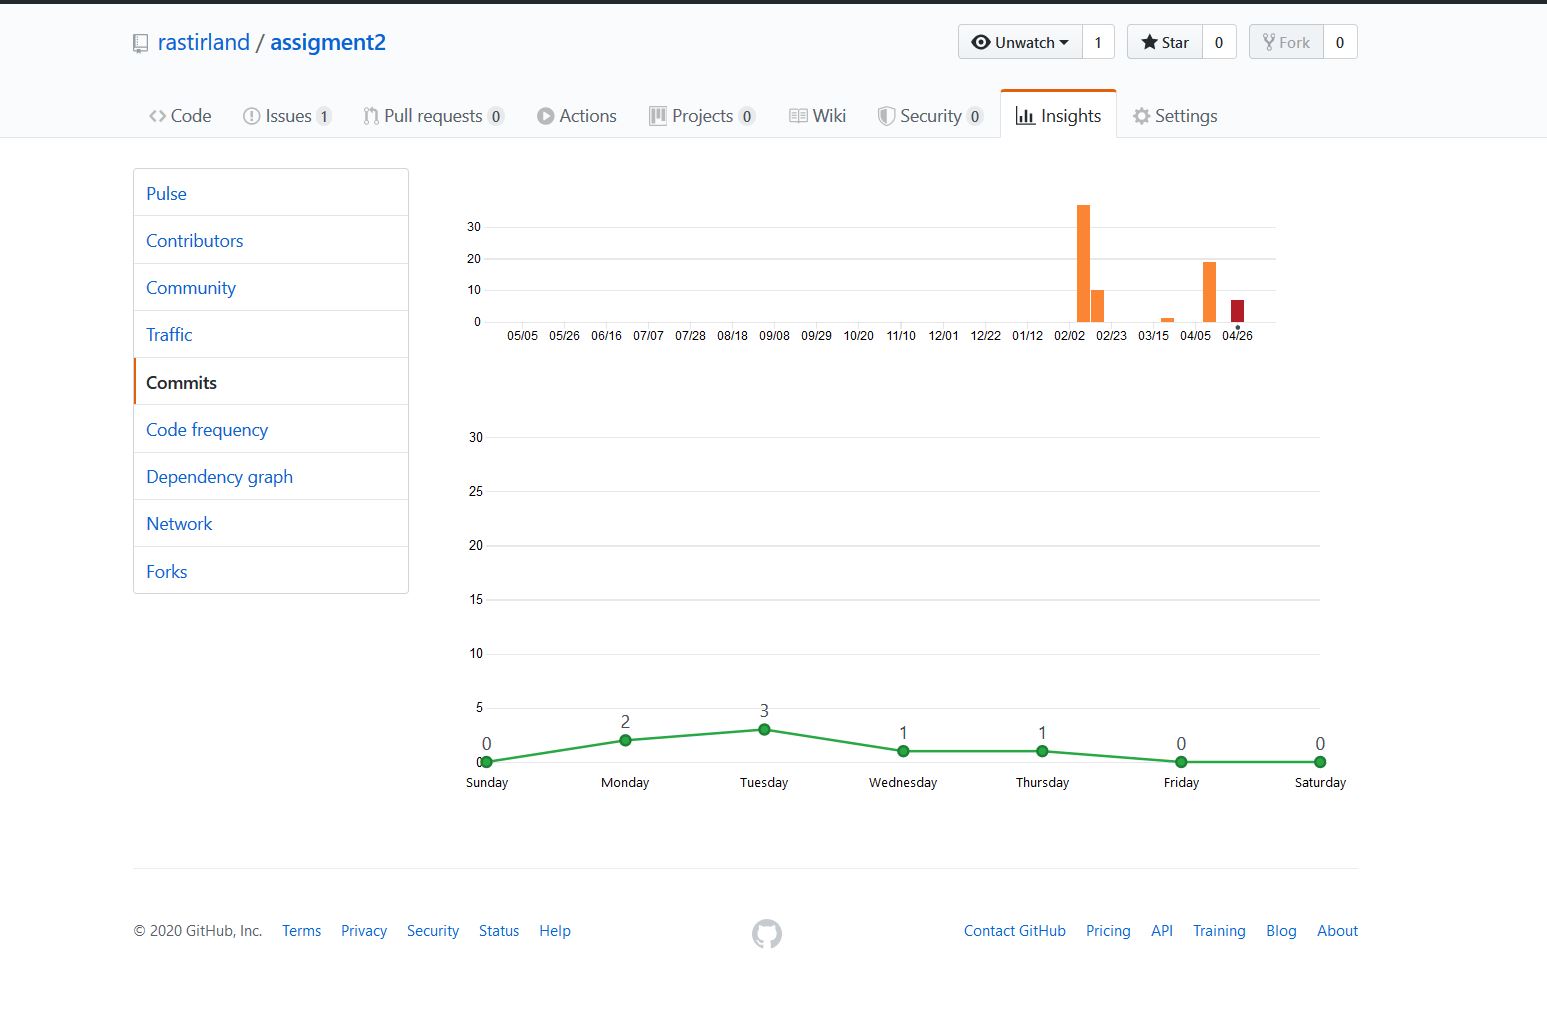 rastirland / assigment2
Unwatch 1 Star 0 Fork 0
Code Issues 1 Pull requests 0 Actions Projects 0 Wiki Security 0 Insights Settings
Pulse
Contributors
Community
Traffic
Commits
Code frequency
Dependency graph
Network
Forks
30
20
10
0
05/05 05/26 06/16 07/07 07/28 08/18 09/08 09/29 10/20 11/10 12/01 12/22 01/12 02/02 02/23 03/15 04/05 04/26
30
25
20
15
10
5
0
0 2 3 1 1 0 0
Sunday Monday Tuesday Wednesday Thursday Friday Saturday
© 2020 GitHub, Inc. Terms Privacy Security Status Help Contact GitHub Pricing API Training Blog About